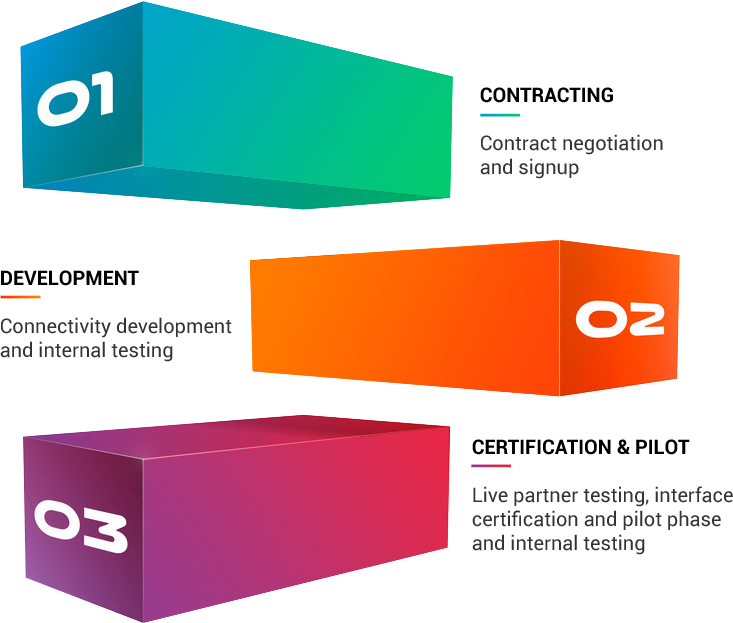 01
CONTRACTING
Contract negotiation
and signup
DEVELOPMENT
Connectivity development
and internal testing
02
03
CERTIFICATION & PILOT
Live partner testing, interface
certification and pilot phase
and internal testing